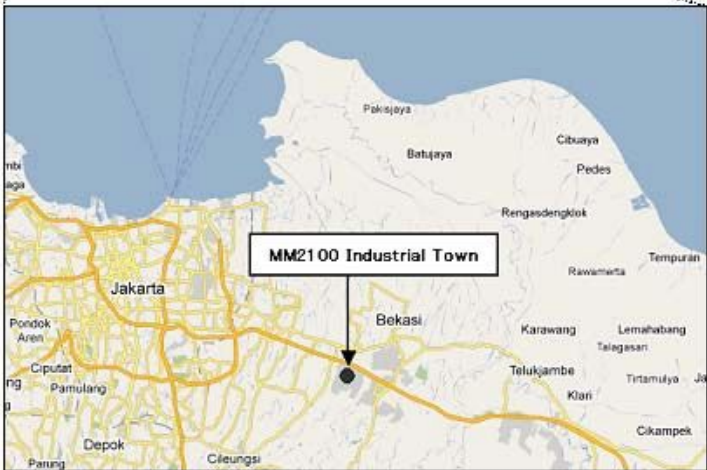 Pakisjaya
Batujaya
Cibuaya
Pedes
Rengasdengklok
MM2100 Industrial Town
Tempuran
Rawamerta
Jakarta
Bekasi
Pondok
Aren
Karawang
Lemahabang
Talagasari
Ciputat
Telukjambe
Pamulang
Tirtamulya
Ja
Klari
Cikampek
Depok
Cileungsi
Parung